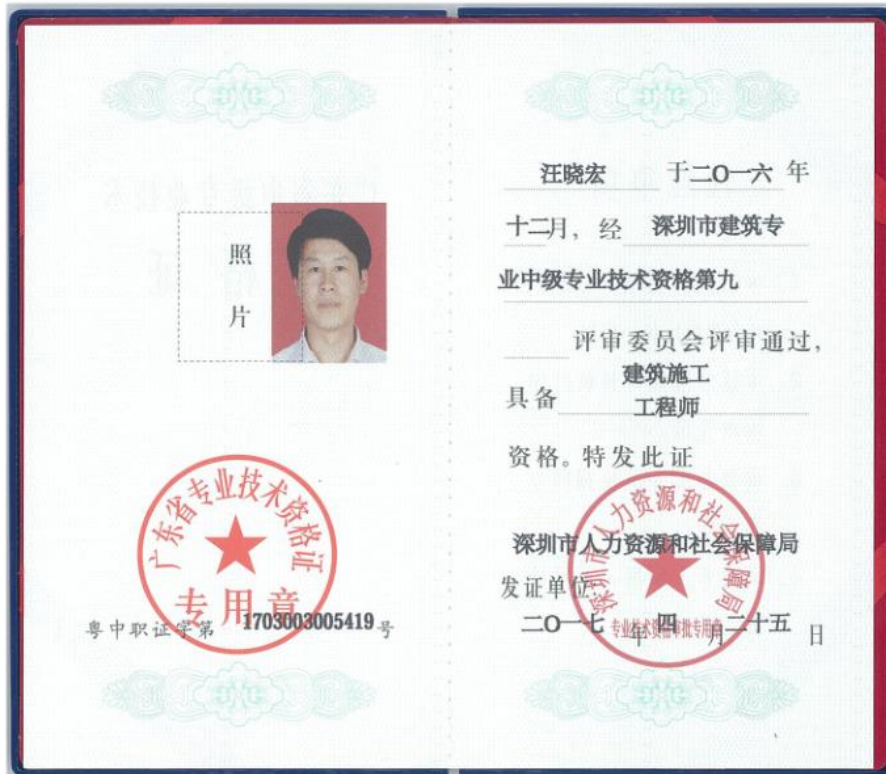 照
片
广东省专业技术资格证
专用章
粤中职证字第 1703003005419 号
汪晓宏 于二O一六 年
十二月，经 深圳市建筑专
业中级专业技术资格第九
评审委员会评审通过，
具备 建筑施工
工程师
资格。特发此证
深圳市人力资源和社会保障局
深圳市人力资源和社会保障局
发证单位：
专业技术资格审批专用章
二O一七 年 四 月 二十五 日